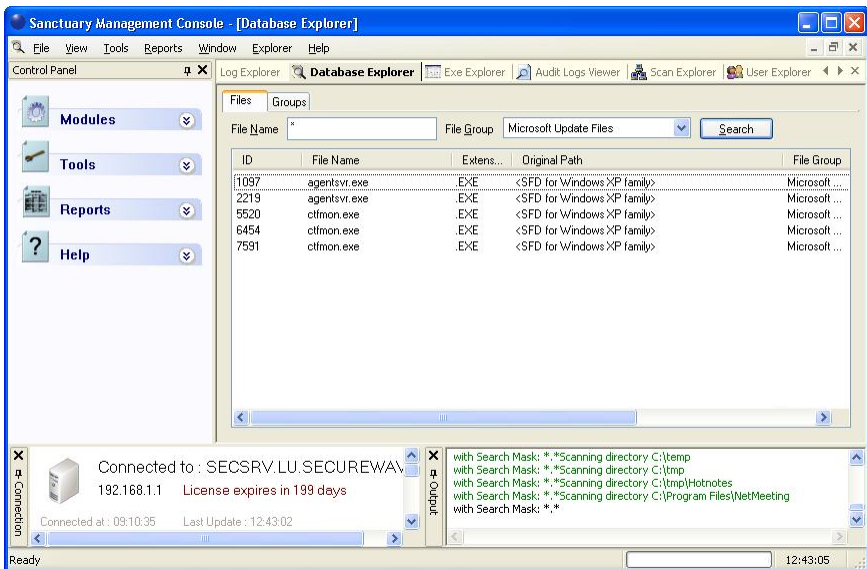 Sanctuary Management Console - [Database Explorer]
File View Tools Reports Window Explorer Help
Control Panel
Log Explorer Database Explorer Exe Explorer Audit Logs Viewer Scan Explorer User Explorer
Modules
Tools
Reports
Help
Files Groups
File Name * File Group Microsoft Update Files Search
ID File Name Extens... Original Path File Group
1097 agentsvr.exe .EXE <SFD for Windows XP family> Microsoft ...
2219 agentsvr.exe .EXE <SFD for Windows XP family> Microsoft ...
5520 ctfmon.exe .EXE <SFD for Windows XP family> Microsoft ...
6454 ctfmon.exe .EXE <SFD for Windows XP family> Microsoft ...
7591 ctfmon.exe .EXE <SFD for Windows XP family> Microsoft ...
Connection
Connected to : SECSRV.LU.SECUREWAV
192.168.1.1 License expires in 199 days
Connected at : 09:10:35 Last Update : 12:43:02
Output
with Search Mask: *.*Scanning directory C:\temp
with Search Mask: *.*Scanning directory C:\tmp
with Search Mask: *.*Scanning directory C:\tmp\Hotnotes
with Search Mask: *.*Scanning directory C:\Program Files\NetMeeting
with Search Mask: *.*
Ready 12:43:05